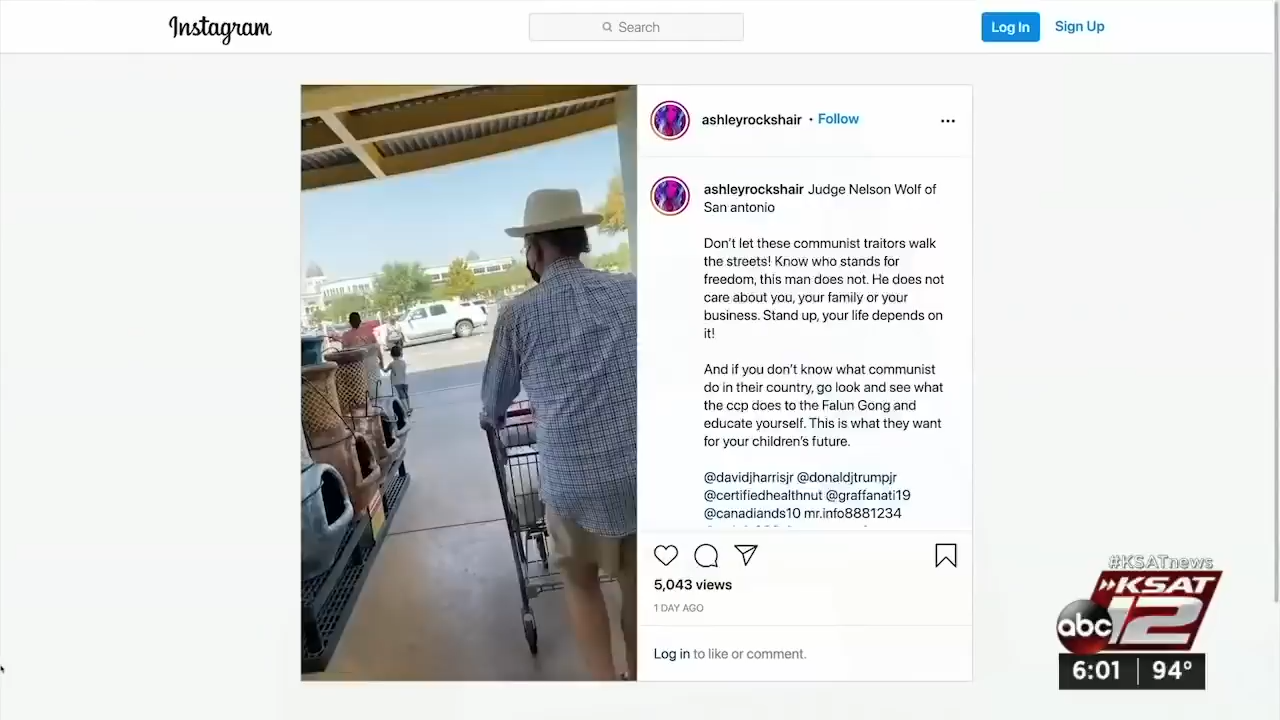 Instagram
Search
Log In
Sign Up
ashleyrockshair • Follow
ashleyrockshair Judge Nelson Wolf of
San antonio
Don't let these communist traitors walk
the streets! Know who stands for
freedom, this man does not. He does not
care about you, your family or your
business. Stand up, your life depends on
it!
And if you don't know what communist
do in their country, go look and see what
the ccp does to the Falun Gong and
educate yourself. This is what they want
for your children's future.
@davidjharrisjr @donaldjtrumpjr
@certifiedhealthnut @graffanati19
@canadiands10 mr.info8881234
5,043 views
1 DAY AGO
Log in to like or comment.
#KSATnews
KSAT
abc 12
6:01 94°